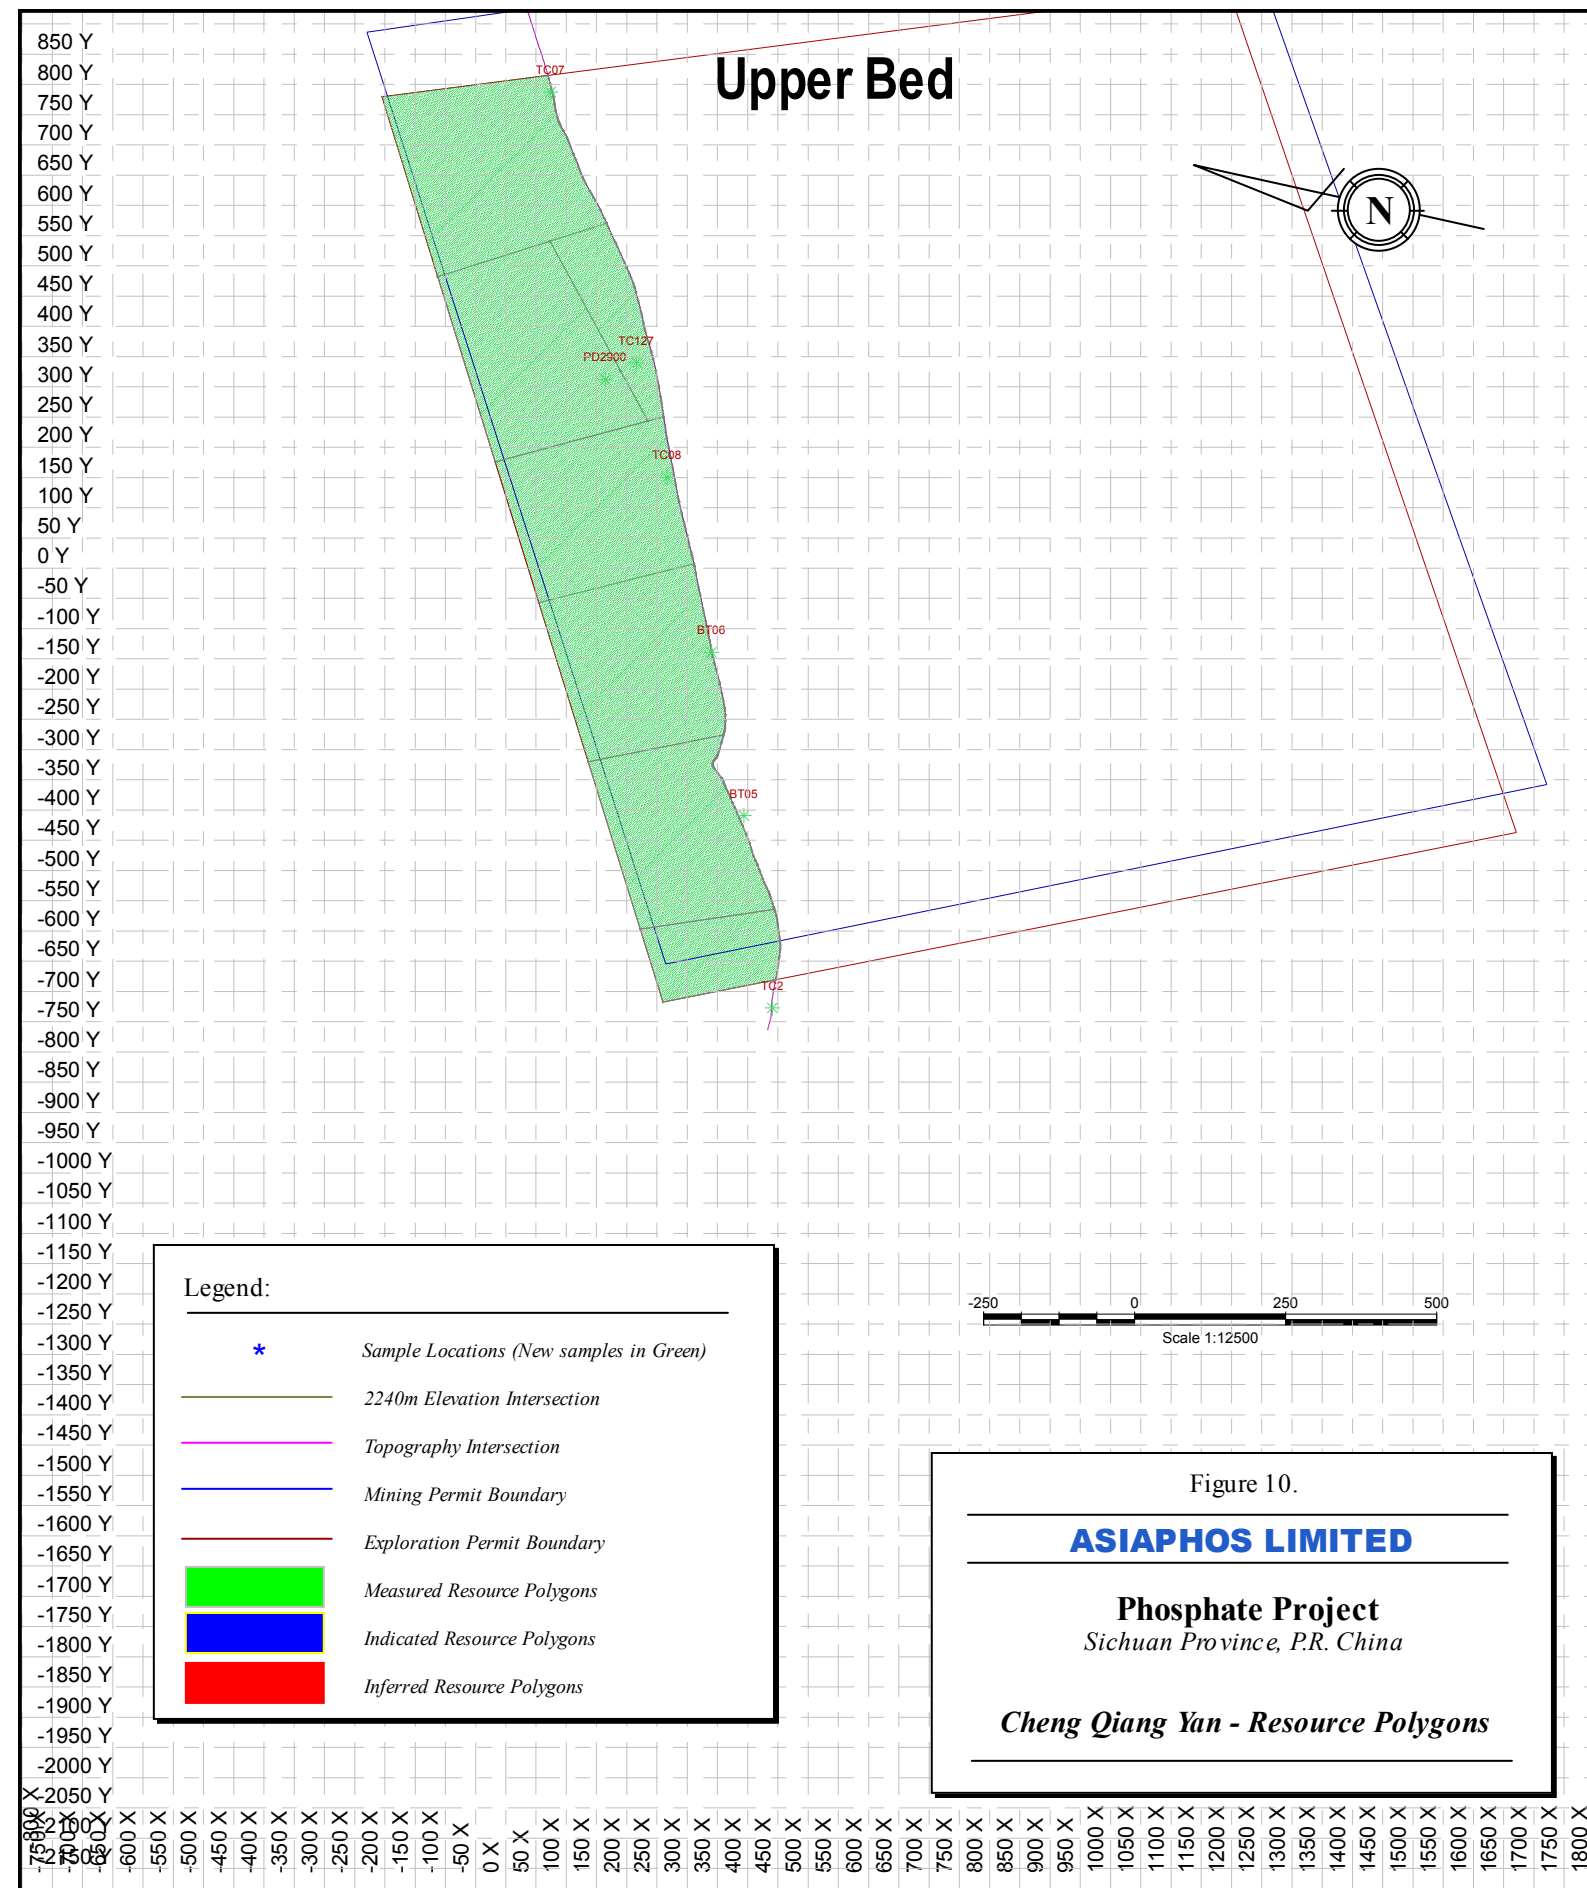 Upper Bed
850 Y
800 Y
750 Y
700 Y
650 Y
600 Y
550 Y
500 Y
450 Y
400 Y
350 Y
300 Y
250 Y
200 Y
150 Y
100 Y
50 Y
0 Y
-50 Y
-100 Y
-150 Y
-200 Y
-250 Y
-300 Y
-350 Y
-400 Y
-450 Y
-500 Y
-550 Y
-600 Y
-650 Y
-700 Y
-750 Y
-800 Y
-850 Y
-900 Y
-950 Y
-1000 Y
-1050 Y
-1100 Y
-1150 Y
-1200 Y
-1250 Y
-1300 Y
-1350 Y
-1400 Y
-1450 Y
-1500 Y
-1550 Y
-1600 Y
-1650 Y
-1700 Y
-1750 Y
-1800 Y
-1850 Y
-1900 Y
-1950 Y
-2000 Y
-2050 Y
-2100 Y
-2150 Y
TC07
N
TC127
PD2900
TC08
BT06
BT05
TC2
Legend:
* Sample Locations (New samples in Green)
2240m Elevation Intersection
Topography Intersection
Mining Permit Boundary
Exploration Permit Boundary
Measured Resource Polygons
Indicated Resource Polygons
Inferred Resource Polygons
-250 0 250 500
Scale 1:12500
Figure 10.
ASIAPHOS LIMITED
Phosphate Project
Sichuan Province, P.R. China
Cheng Qiang Yan - Resource Polygons
-800 X
-750 X
-700 X
-650 X
-600 X
-550 X
-500 X
-450 X
-400 X
-350 X
-300 X
-250 X
-200 X
-150 X
-100 X
-50 X
0 X
50 X
100 X
150 X
200 X
250 X
300 X
350 X
400 X
450 X
500 X
550 X
600 X
650 X
700 X
750 X
800 X
850 X
900 X
950 X
1000 X
1050 X
1100 X
1150 X
1200 X
1250 X
1300 X
1350 X
1400 X
1450 X
1500 X
1550 X
1600 X
1650 X
1700 X
1750 X
1800 X